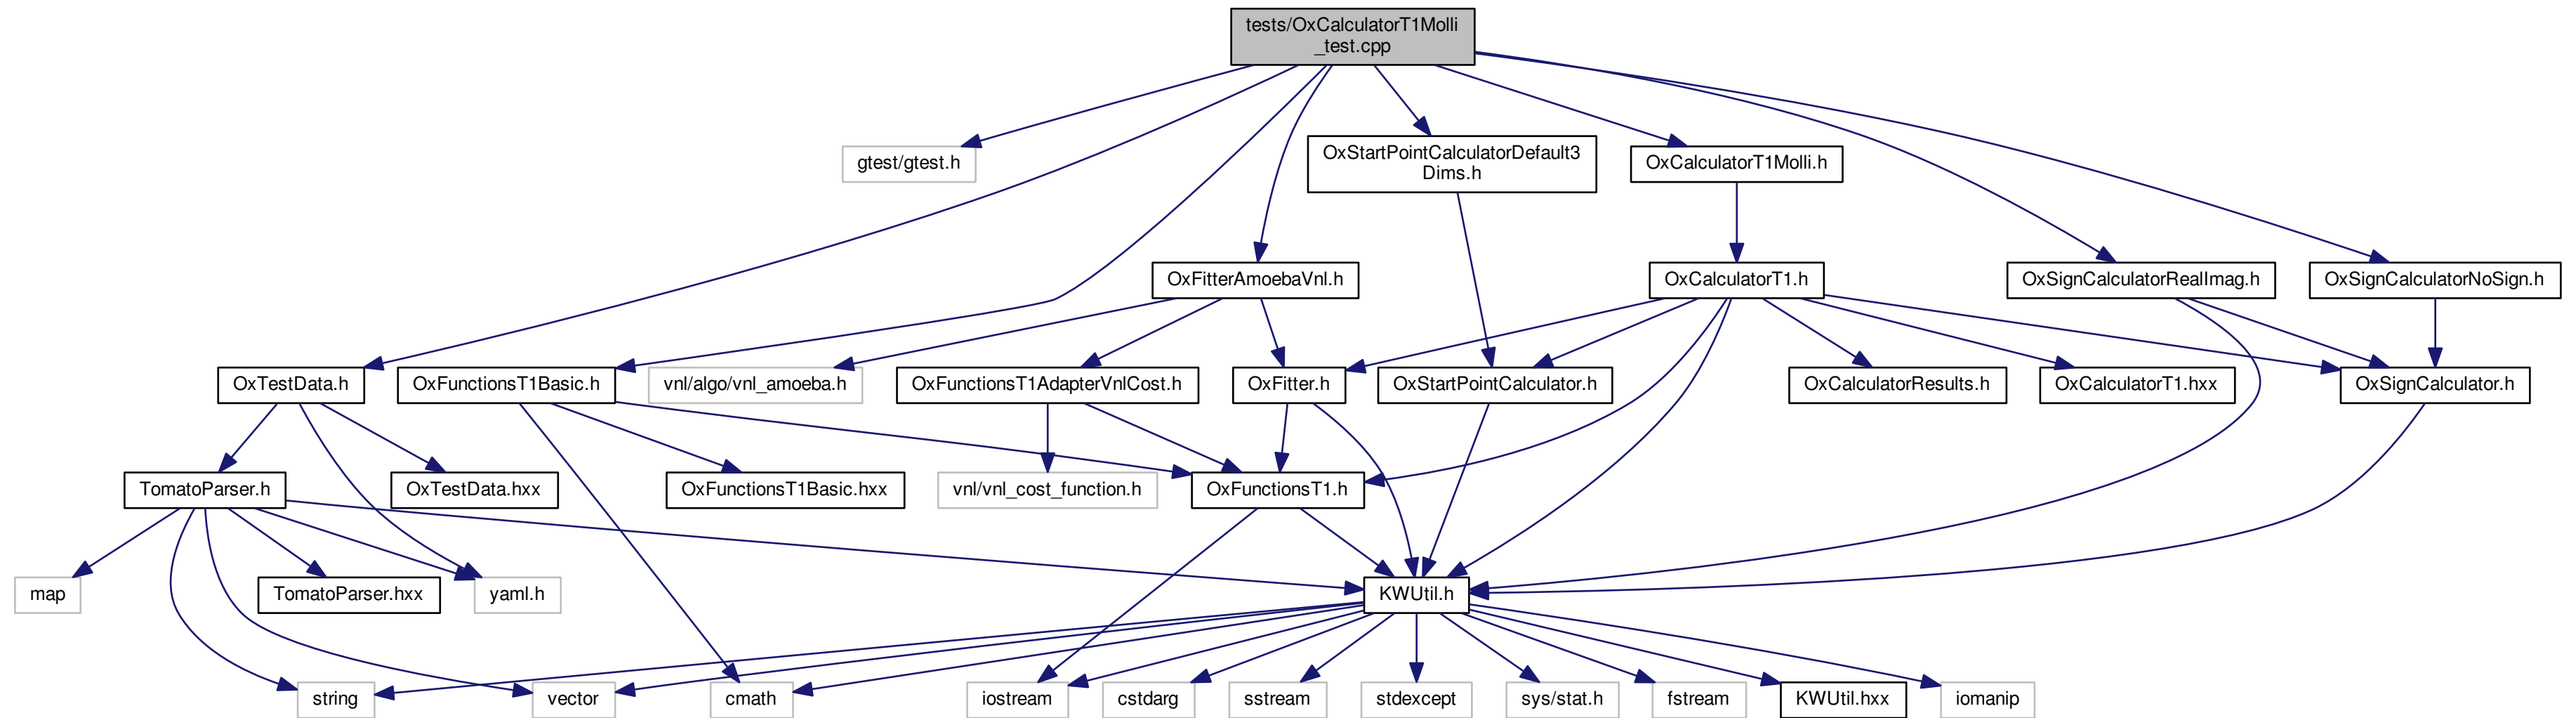 tests/OxCalculatorT1Molli
_test.cpp
gtest/gtest.h
OxStartPointCalculatorDefault3
Dims.h
OxCalculatorT1Molli.h
OxFitterAmoebaVnl.h
OxCalculatorT1.h
OxSignCalculatorRealImag.h
OxSignCalculatorNoSign.h
OxTestData.h
OxFunctionsT1Basic.h
vnl/algo/vnl_amoeba.h
OxFunctionsT1AdapterVnlCost.h
OxFitter.h
OxStartPointCalculator.h
OxCalculatorResults.h
OxCalculatorT1.hxx
OxSignCalculator.h
TomatoParser.h
OxTestData.hxx
OxFunctionsT1Basic.hxx
vnl/vnl_cost_function.h
OxFunctionsT1.h
map
TomatoParser.hxx
yaml.h
KWUtil.h
string
vector
cmath
iostream
cstdarg
sstream
stdexcept
sys/stat.h
fstream
KWUtil.hxx
iomanip